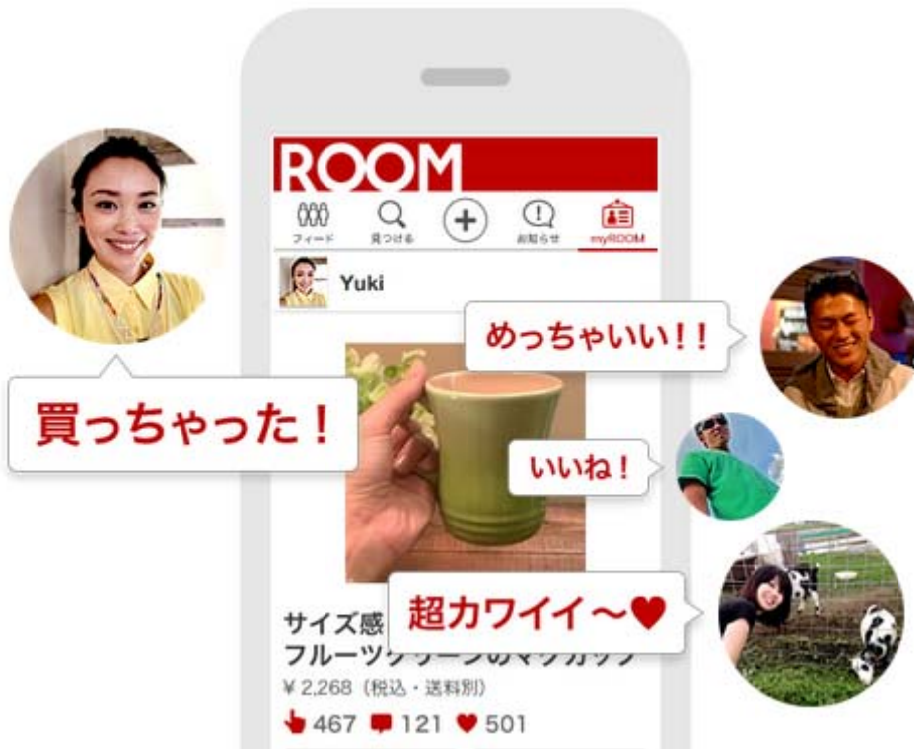 ROOM
フィード
見つける
お知らせ
myROOM
Yuki
めっちゃいい!!
買っちゃった!
いいね!
超カワイイ~♥
サイズ感
フルーツグリーンのマグカップ
¥ 2,268 (税込・送料別)
467 121 501